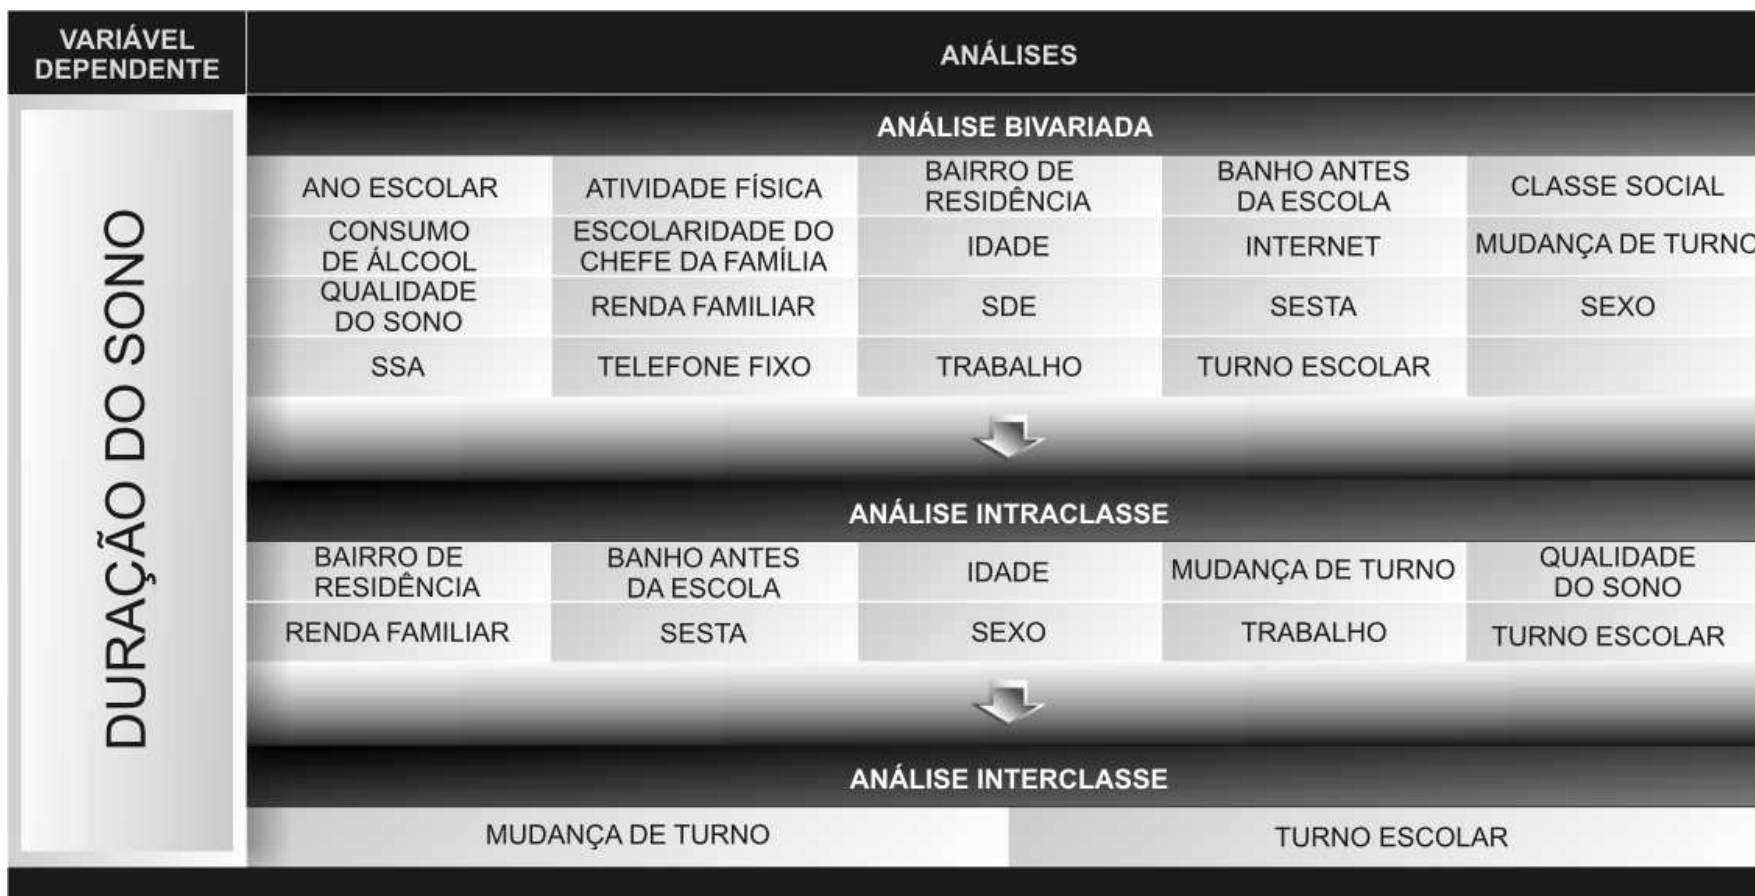 VARIÁVEL
DEPENDENTE
ANÁLISES
DURAÇÃO DO SONO
ANÁLISE BIVARIADA
ANO ESCOLAR
ATIVIDADE FÍSICA
BAIRRO DE
RESIDÊNCIA
BANHO ANTES
DA ESCOLA
CLASSE SOCIAL
CONSUMO
DE ÁLCOOL
ESCOLARIDADE DO
CHEFE DA FAMÍLIA
IDADE
INTERNET
MUDANÇA DE TURNO
QUALIDADE
DO SONO
RENDA FAMILIAR
SDE
SESTA
SEXO
SSA
TELEFONE FIXO
TRABALHO
TURNO ESCOLAR
ANÁLISE INTRACLASSE
BAIRRO DE
RESIDÊNCIA
BANHO ANTES
DA ESCOLA
IDADE
MUDANÇA DE TURNO
QUALIDADE
DO SONO
RENDA FAMILIAR
SESTA
SEXO
TRABALHO
TURNO ESCOLAR
ANÁLISE INTERCLASSE
MUDANÇA DE TURNO
TURNO ESCOLAR